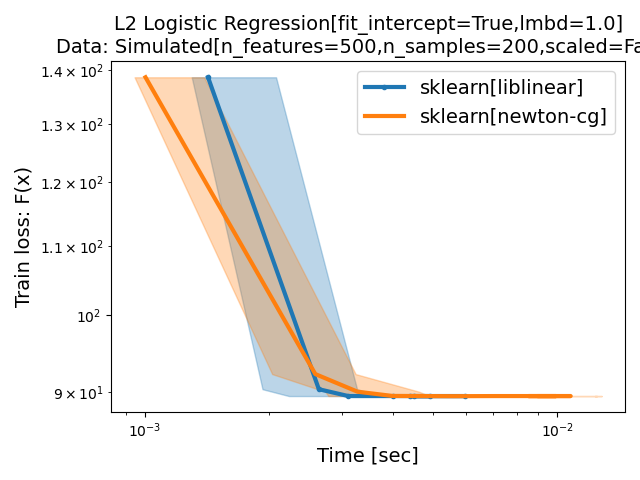 L2 Logistic Regression[fit_intercept=True,lmbd=1.0]
Data: Simulated[n_features=500,n_samples=200,scaled=Fa
sklearn[liblinear]
sklearn[newton-cg]
Train loss: F(x)
1.4 × 10²
1.3 × 10²
1.2 × 10²
1.1 × 10²
10²
9 × 10¹
10⁻³
10⁻²
Time [sec]